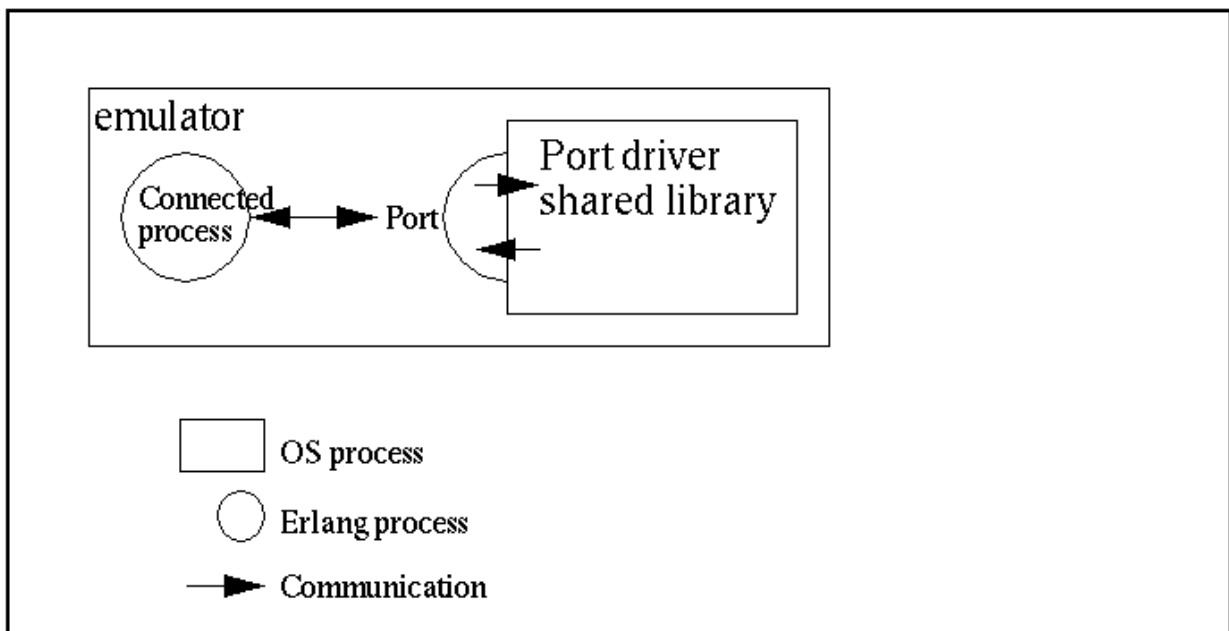 emulator
Port driver
shared library
Connected
process
Port
OS process
Erlang process
Communication